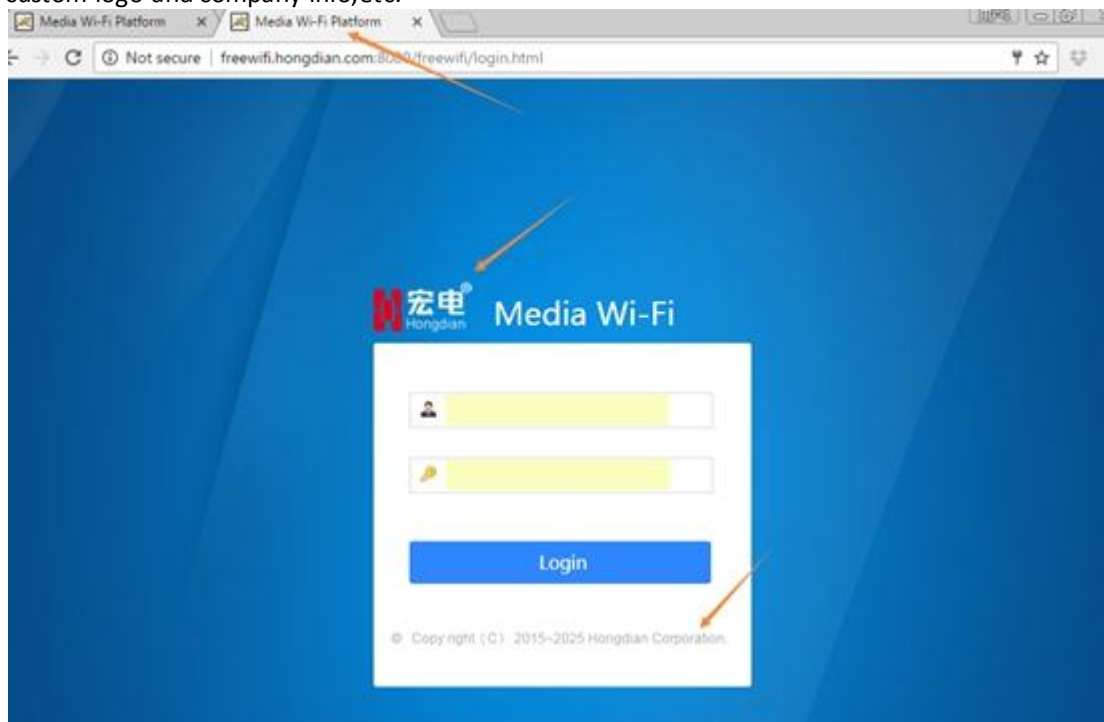 custom logo and company info,etc.
Media Wi-Fi Platform
Media Wi-Fi Platform
Not secure | freewifi.hongdian.com:8080/freewifi/login.html
宏电®
Hongdian
Media Wi-Fi
Login
© Copy right (C) 2015-2025 Hongdian Corporation.